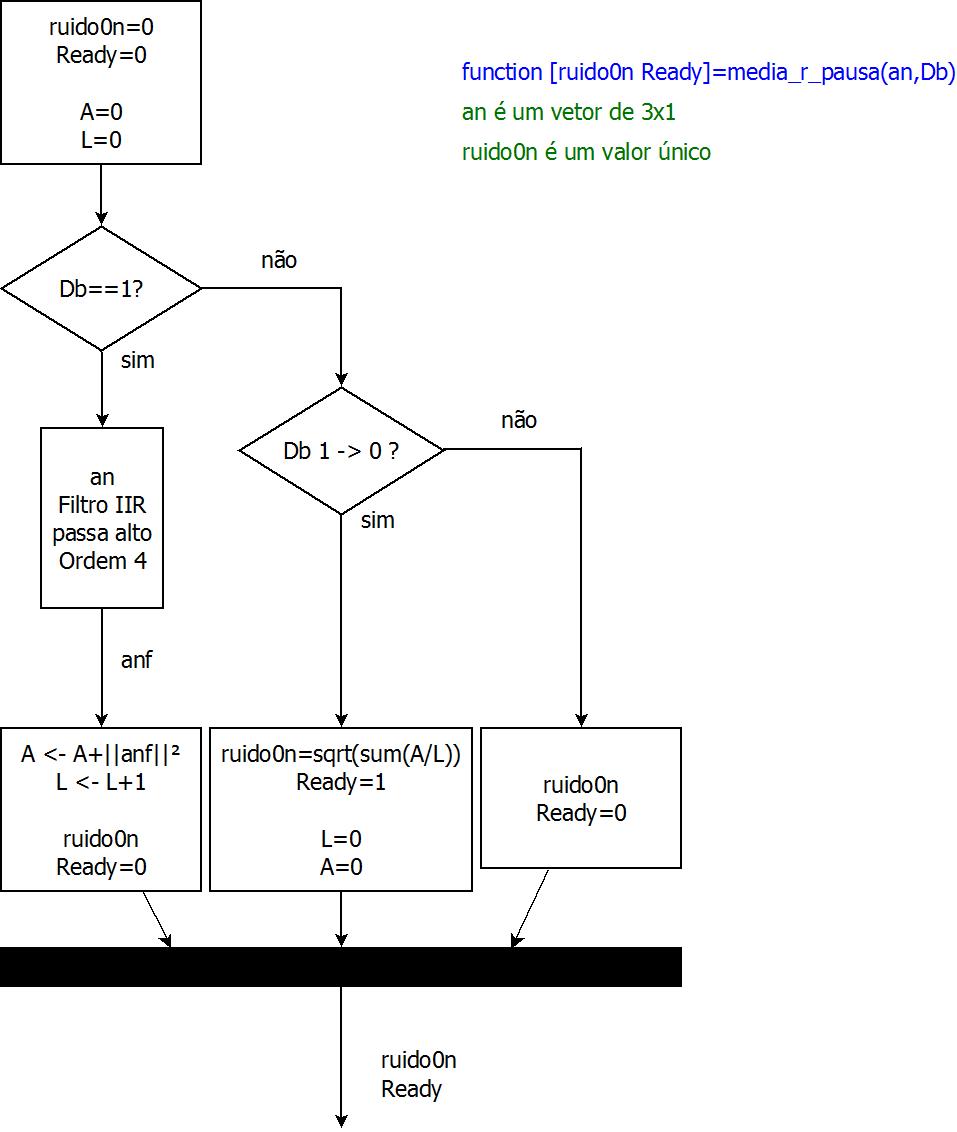 ruido0n=0
Ready=0
A=0
L=0
function [ruido0n Ready]=media_r_pausa(an,Db)
an é um vetor de 3x1
ruido0n é um valor único
Db==1?
não
sim
Db 1 -> 0 ?
não
sim
an
Filtro IIR
passa alto
Ordem 4
anf
A <- A+||anf||²
L <- L+1
ruido0n
Ready=0
ruido0n=sqrt(sum(A/L))
Ready=1
L=0
A=0
ruido0n
Ready=0
ruido0n
Ready